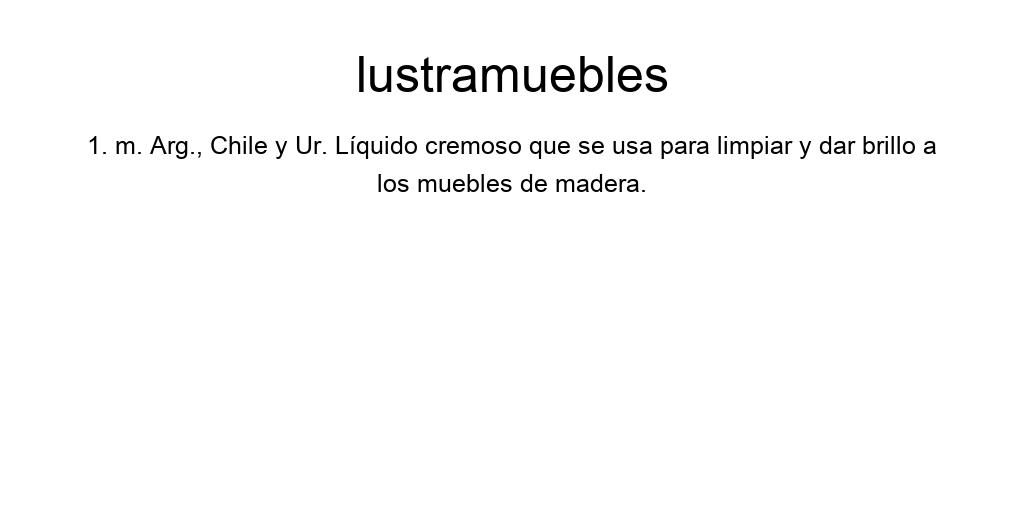 lustramuebles
1. m. Arg., Chile y Ur. Líquido cremoso que se usa para limpiar y dar brillo a
los muebles de madera.